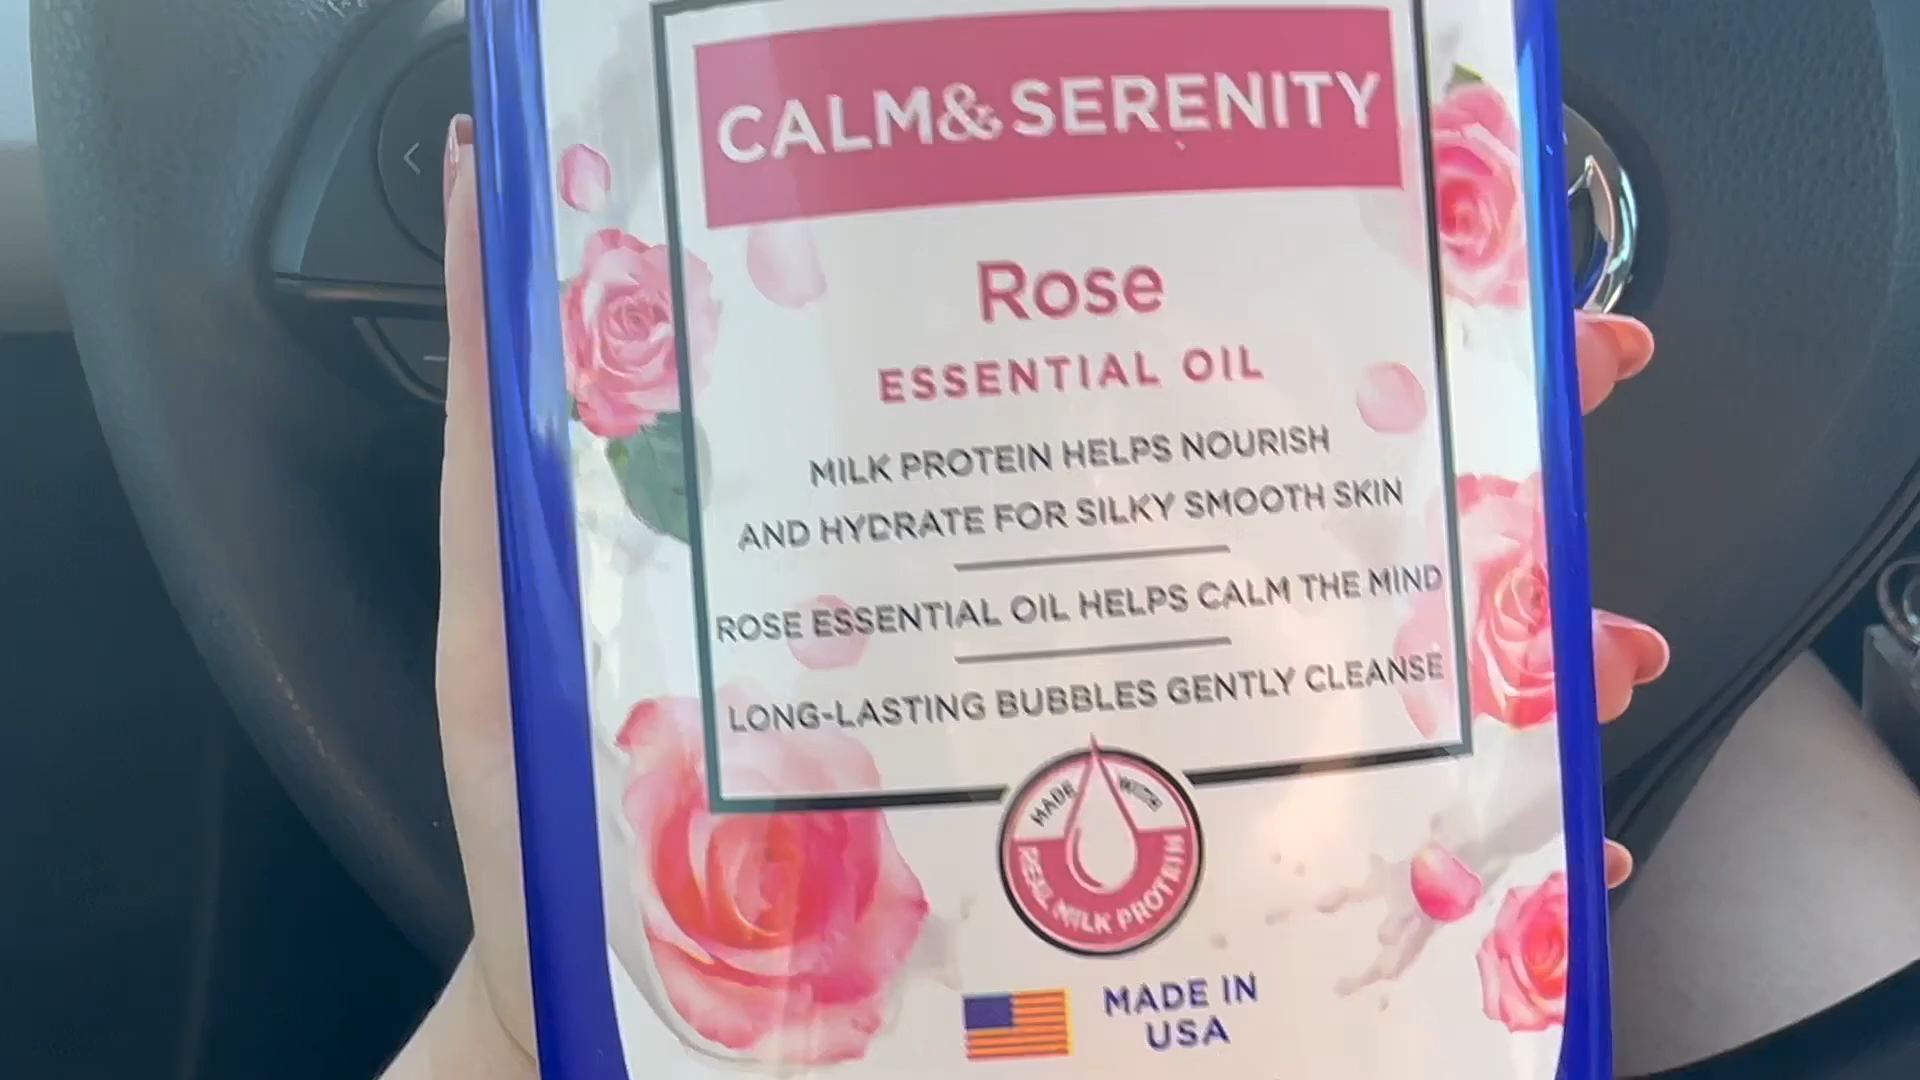 CALM&SERENITY
Rose
ESSENTIAL OIL
MILK PROTEIN HELPS NOURISH
AND HYDRATE FOR SILKY SMOOTH SKIN
ROSE ESSENTIAL OIL HELPS CALM THE MIND
LONG-LASTING BUBBLES GENTLY CLEANSE
MADE WITH
REAL MILK PROTEIN
MADE IN
USA